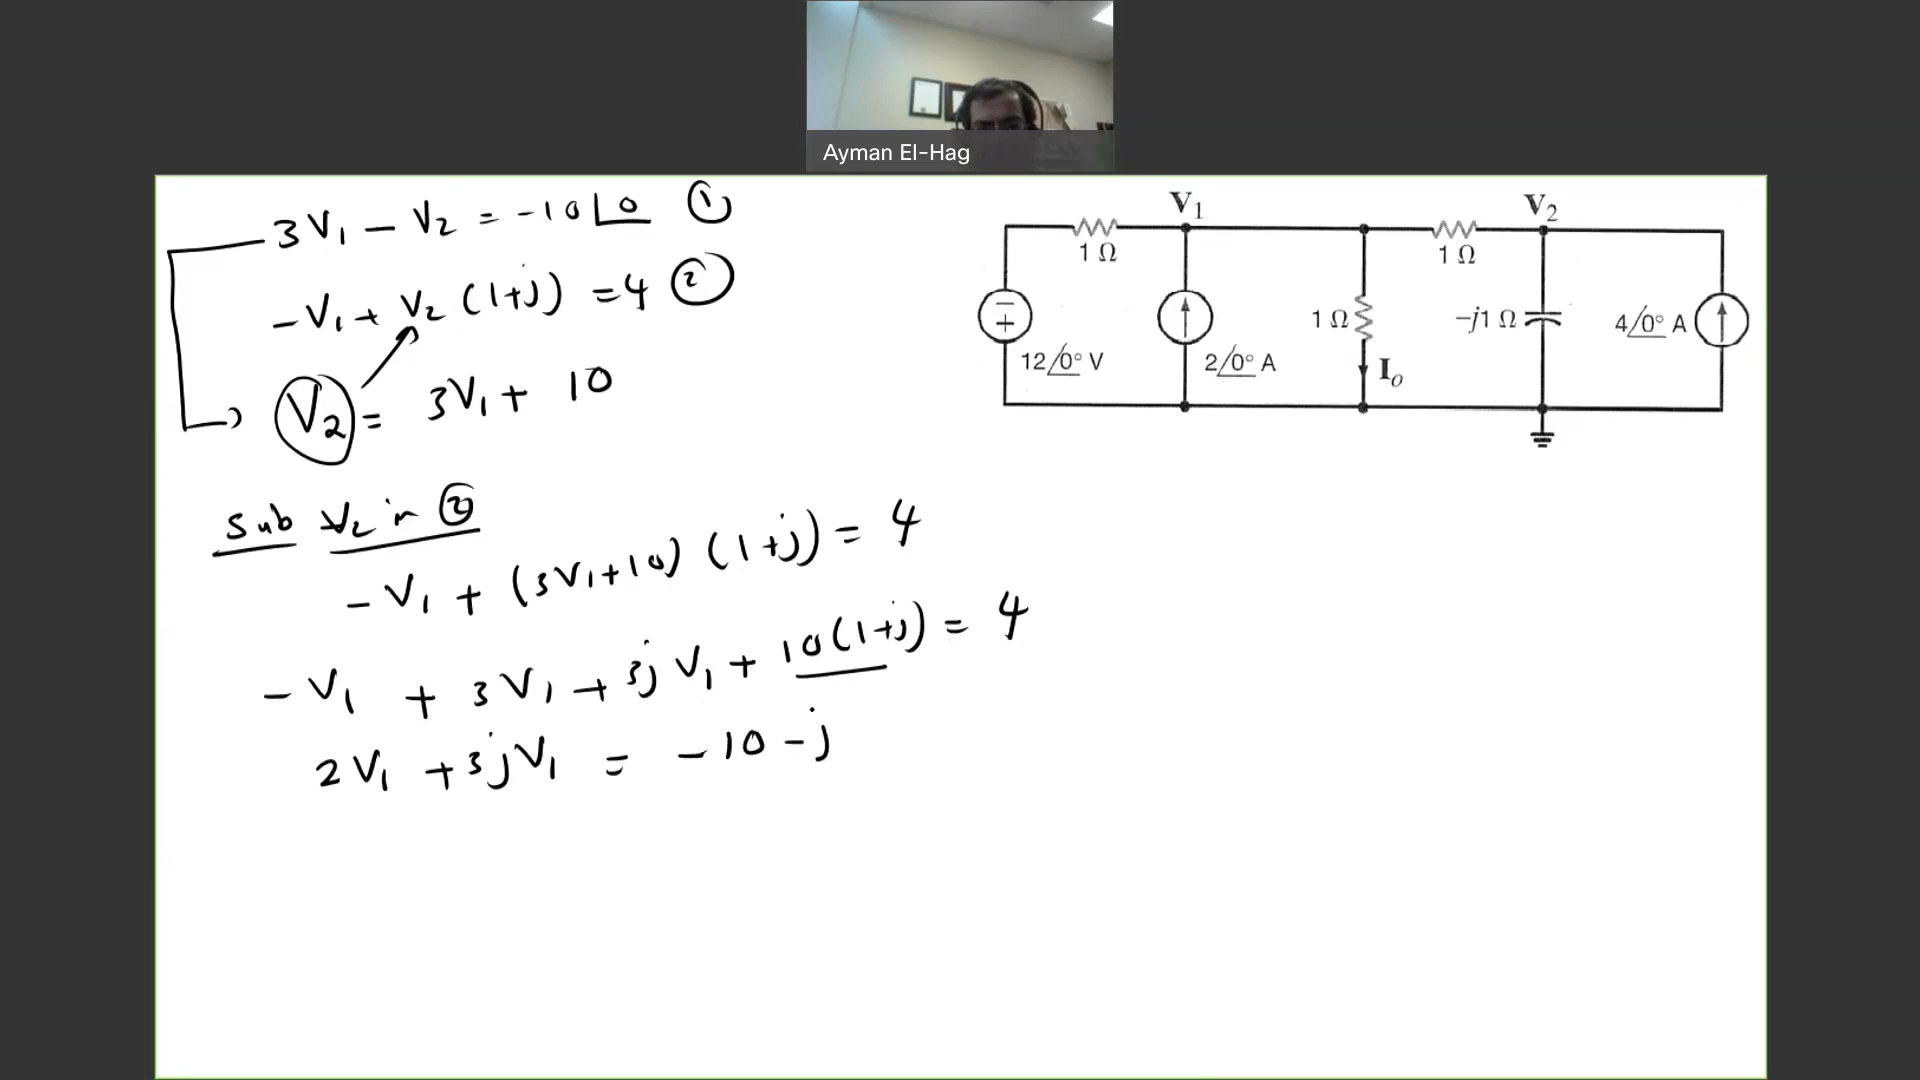 Ayman El-Hag
3V₁ - V₂ = -10∠0 ①
-V₁ + V₂ (1+j) = 4 ②
V₂ = 3V₁ + 10
Sub V₂ in ②
-V₁ + (3V₁+10) (1+j) = 4
-V₁ + 3V₁ + 3j V₁ + 10(1+j) = 4
2V₁ + 3jV₁ = -10 - j
V₁ V₂
1 Ω 1 Ω
− +
12∠0° V
2∠0° A
1 Ω
I₀
-j1 Ω
4∠0° A